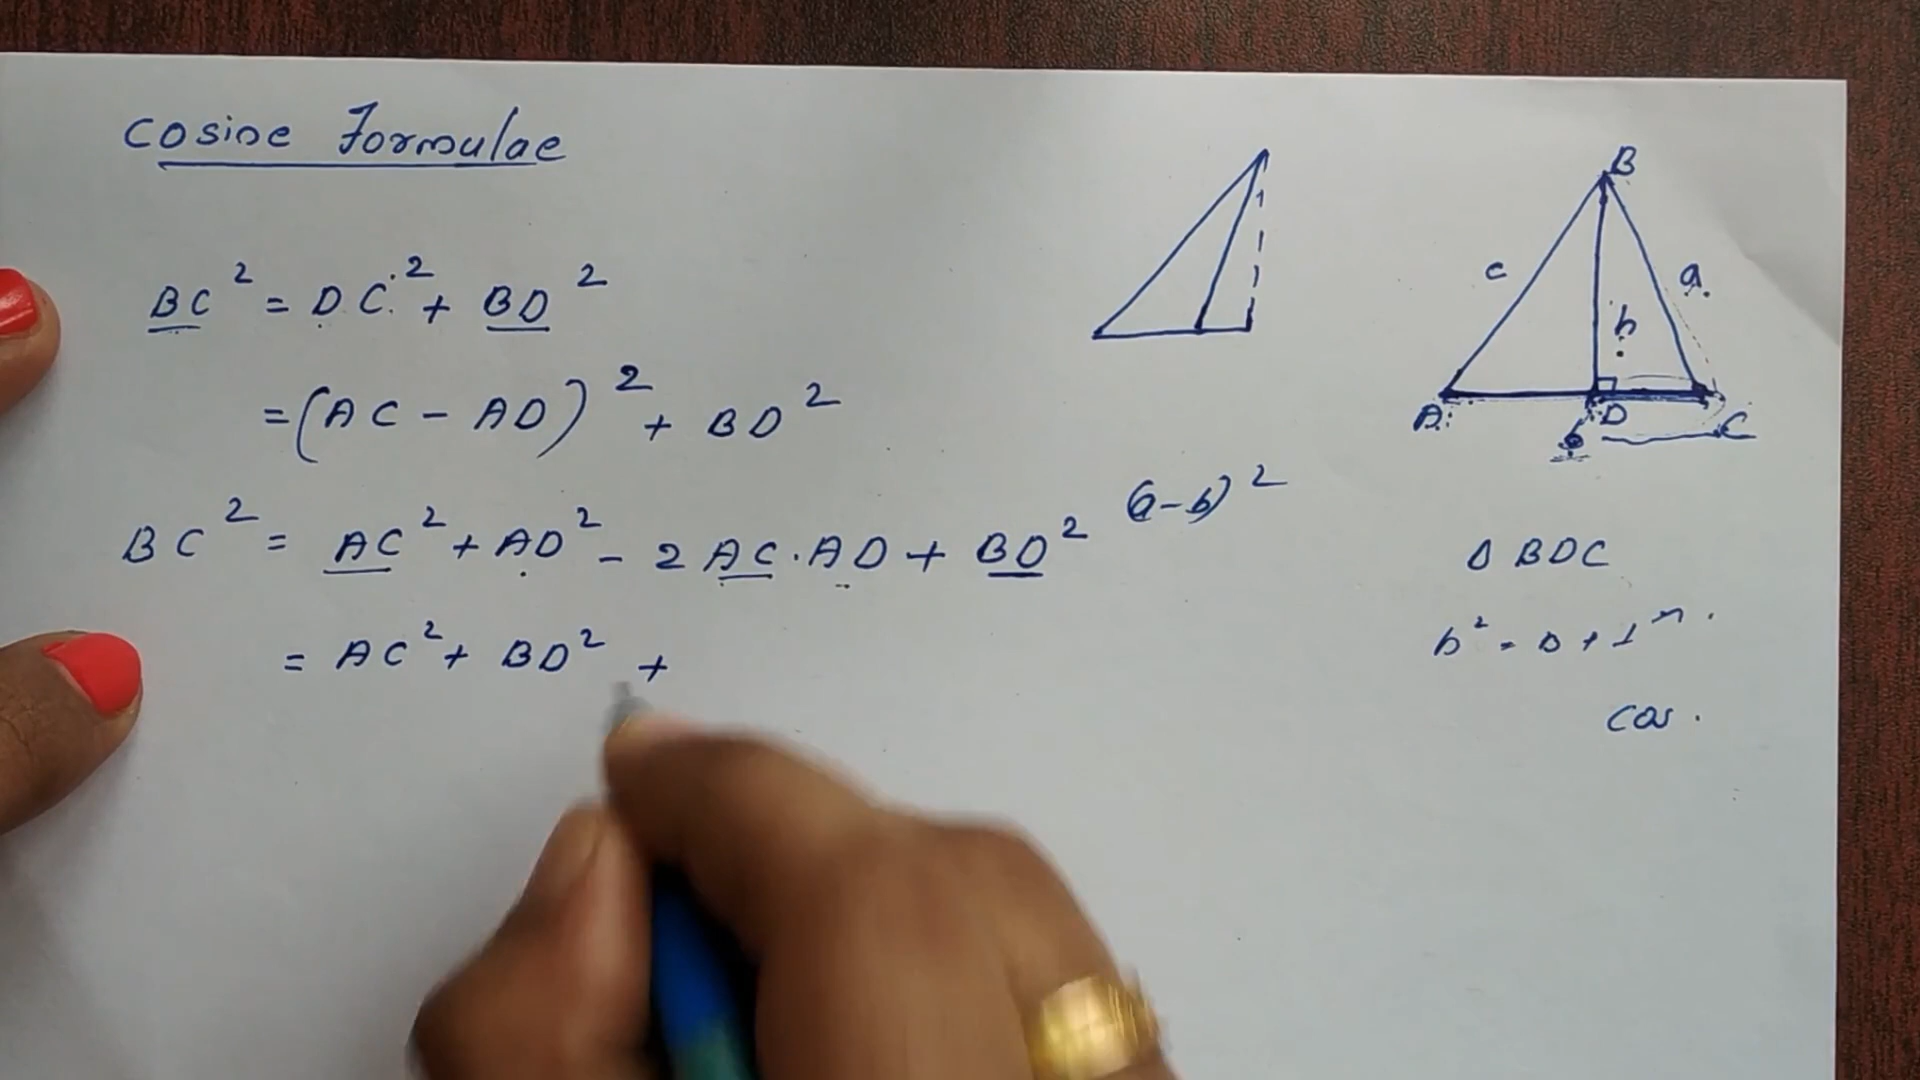 Cosine Formulae
BC² = DC² + BD²
= (AC - AD)² + BD²
BC² = AC² + AD² - 2 AC . AD + BD²
(a-b)²
= AC² + BD² +
B
c
a
h
A
D
C
b
Δ BDC
cos .